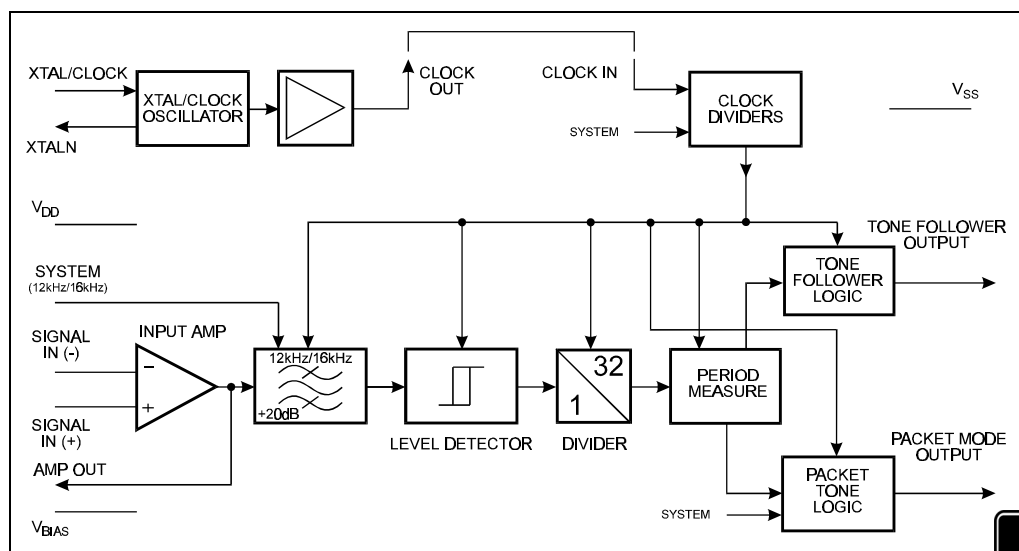 XTAL/CLOCK
XTAL/CLOCK
OSCILLATOR
XTALN
CLOCK
OUT
CLOCK IN
SYSTEM
CLOCK
DIVIDERS
VSS
VDD
SYSTEM
(12kHz/16kHz)
SIGNAL
IN (-)
INPUT AMP
−
+
SIGNAL
IN (+)
AMP OUT
VBIAS
12kHz/16kHz
+20dB
LEVEL DETECTOR
32
1
DIVIDER
PERIOD
MEASURE
TONE
FOLLOWER
LOGIC
TONE FOLLOWER
OUTPUT
SYSTEM
PACKET
TONE
LOGIC
PACKET MODE
OUTPUT